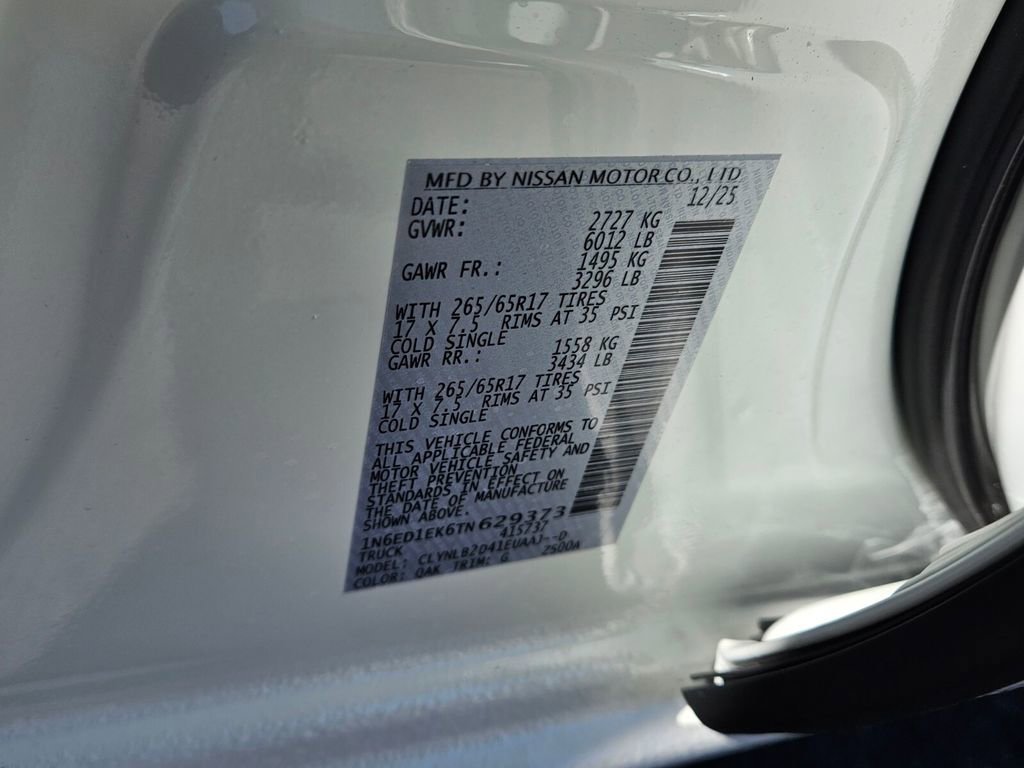 MFD BY NISSAN MOTOR CO., LTD
DATE: 12/25
GVWR: 2727 KG
6012 LB
GAWR FR.: 1495 KG
3296 LB
WITH 265/65R17 TIRES
17 X 7.5 RIMS AT 35 PSI
COLD SINGLE
GAWR RR.: 1558 KG
3434 LB
WITH 265/65R17 TIRES
17 X 7.5 RIMS AT 35 PSI
COLD SINGLE
THIS VEHICLE CONFORMS TO
ALL APPLICABLE FEDERAL
MOTOR VEHICLE SAFETY AND
THEFT PREVENTION
STANDARDS IN EFFECT ON
THE DATE OF MANUFACTURE
SHOWN ABOVE.
1N6ED1EK6TN629373
TRUCK 415737
MODEL: CLYNLB2D41EUAAJ--D
COLOR: QAK TRIM: G 2500A